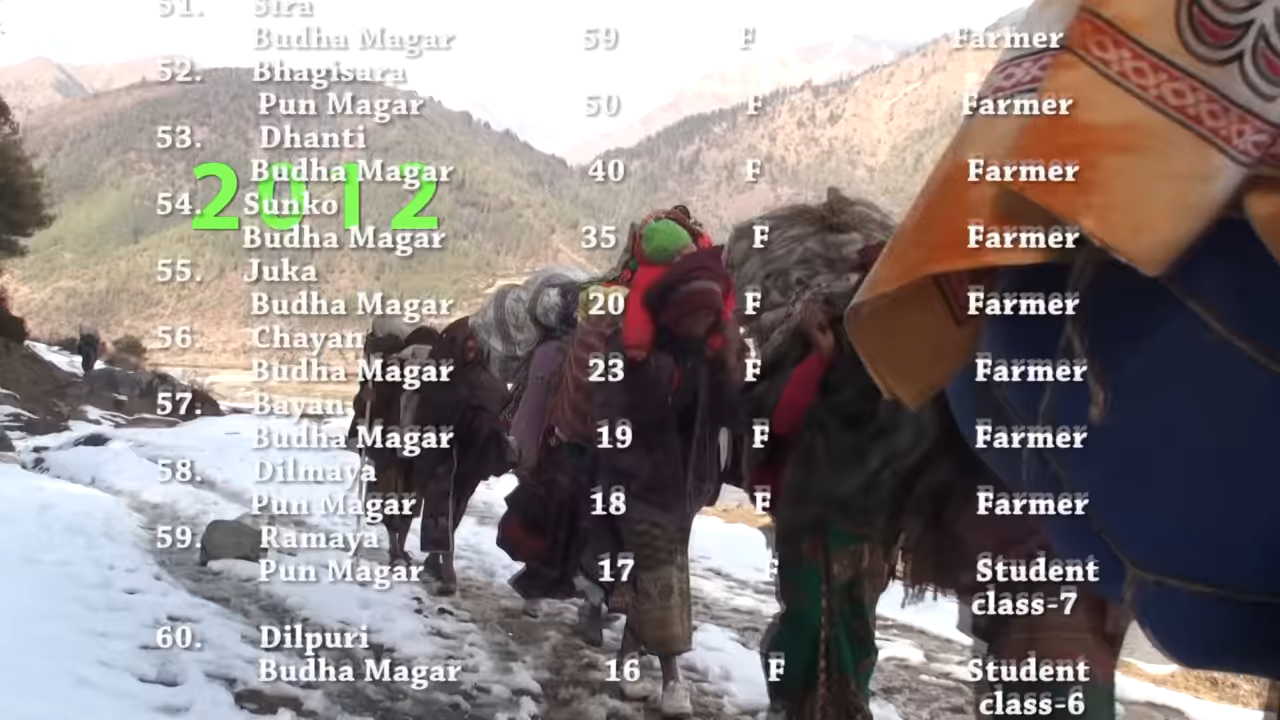 51. Sira
Budha Magar 59 F Farmer
52. Bhagisara
Pun Magar 50 F Farmer
53. Dhanti
2012
Budha Magar 40 F Farmer
54. Sunko
Budha Magar 35 F Farmer
55. Juka
Budha Magar 20 F Farmer
56. Chayan
Budha Magar 23 F Farmer
57. Bayan
Budha Magar 19 F Farmer
58. Dilmaya
Pun Magar 18 F Farmer
59. Ramaya
Pun Magar 17 F Student
class-7
60. Dilpuri
Budha Magar 16 F Student
class-6